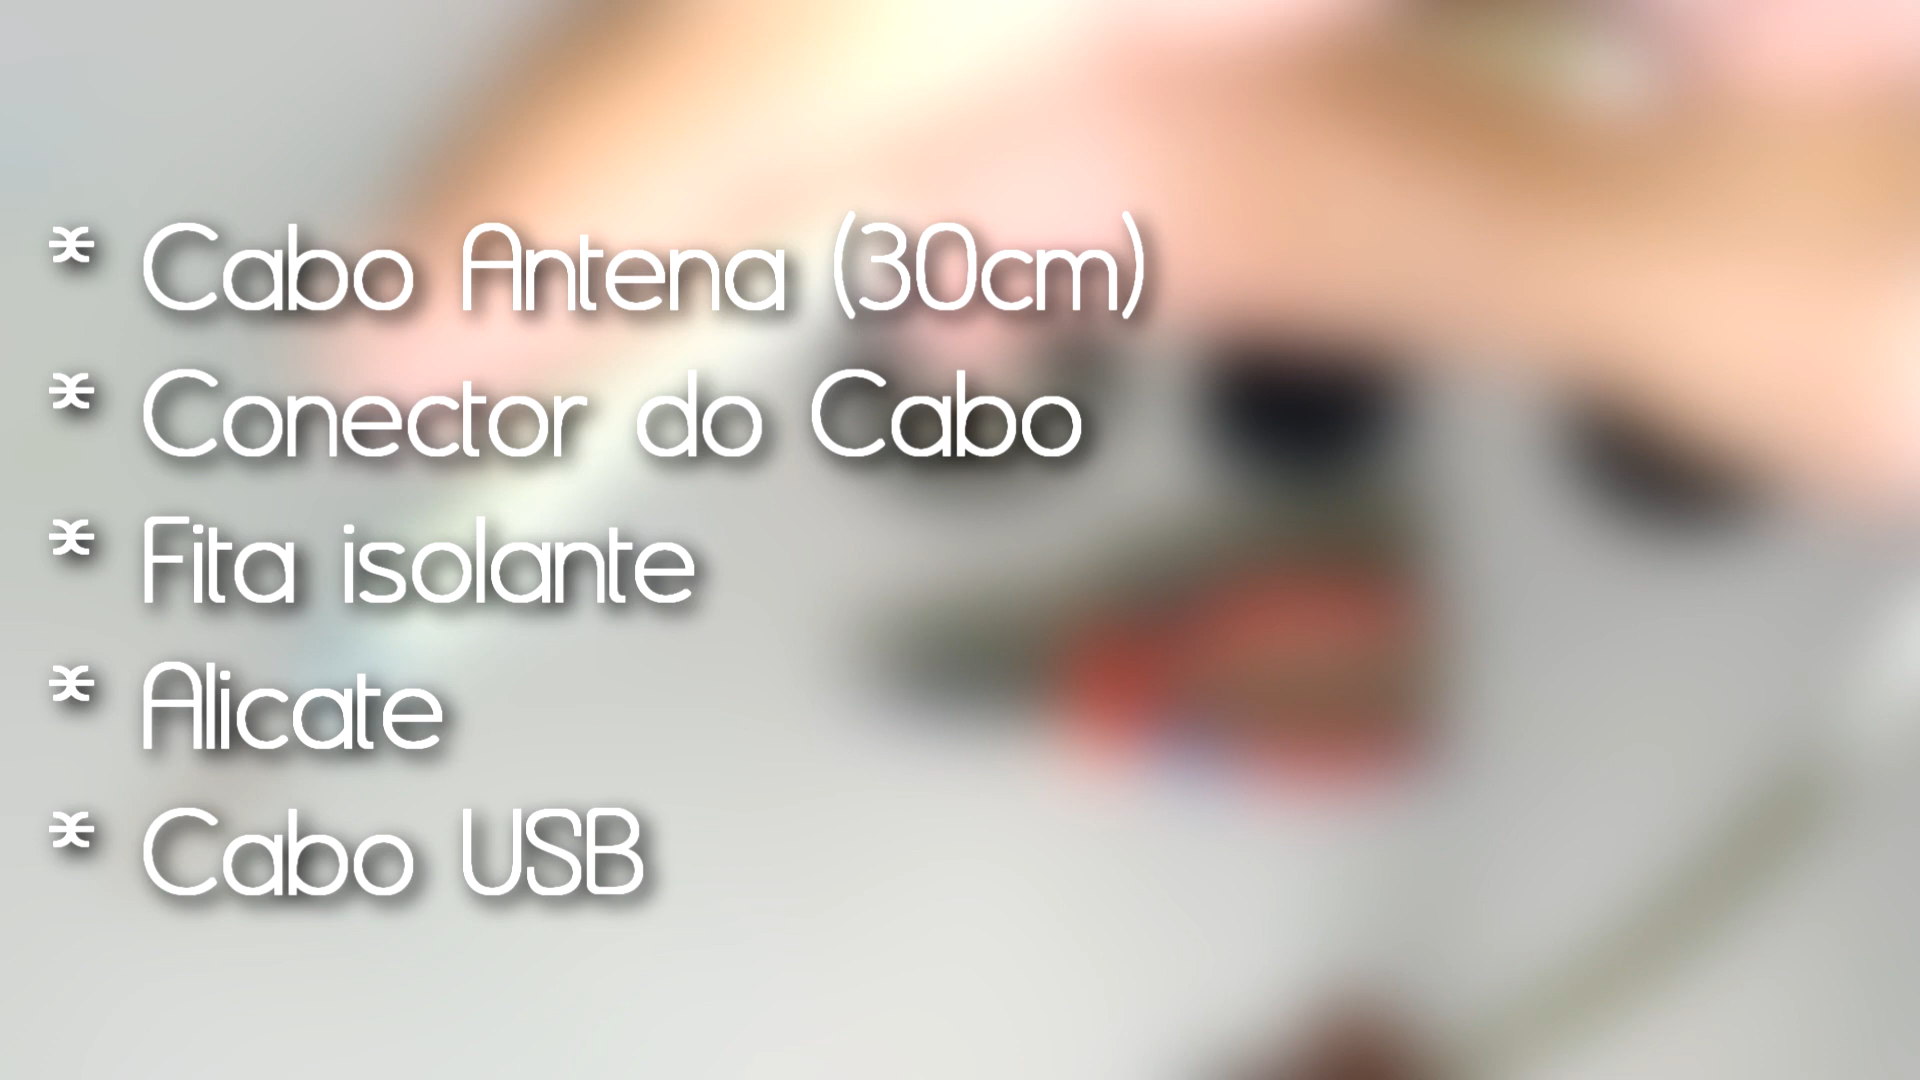 * Cabo Antena (30cm)
* Conector do Cabo
* Fita isolante
* Alicate
* Cabo USB